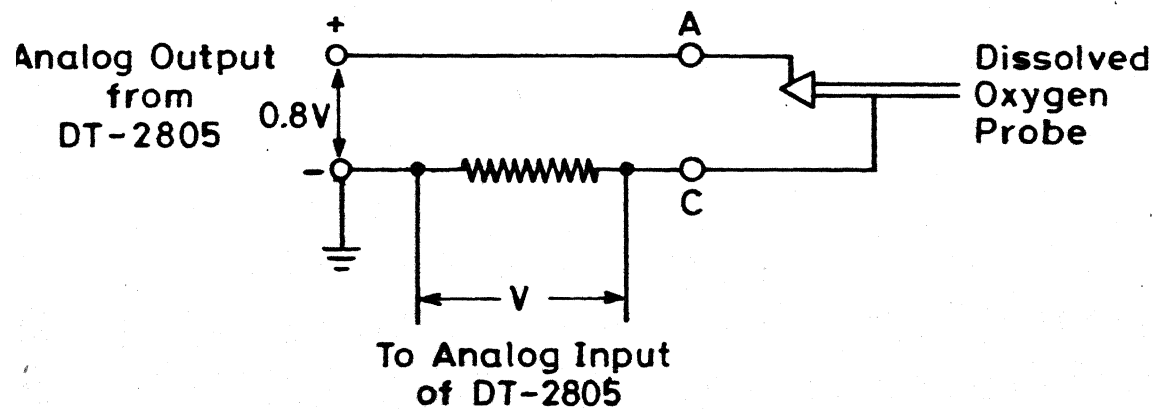 Analog Output
from
DT-2805
+
0.8V
-
A
C
Dissolved
Oxygen
Probe
V
To Analog Input
of DT-2805